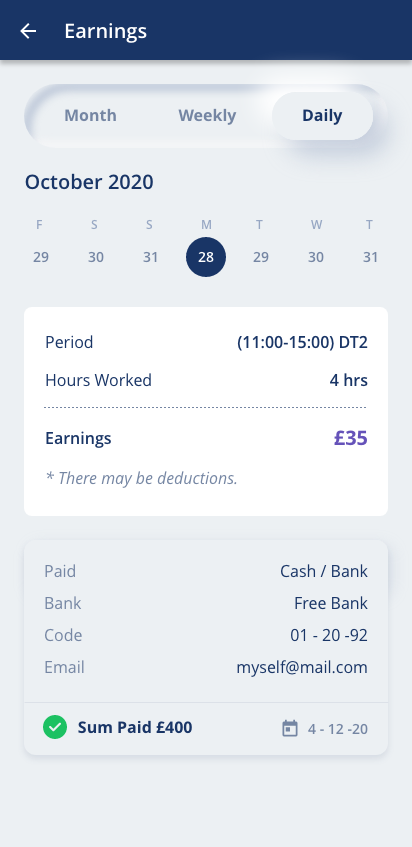 Earnings
Month Weekly Daily
October 2020
F S S M T W T
29 30 31 28 29 30 31
Period (11:00-15:00) DT2
Hours Worked 4 hrs
Earnings £35
* There may be deductions.
Paid Cash / Bank
Bank Free Bank
Code 01 - 20 -92
Email myself@mail.com
Sum Paid £400 4 - 12 -20